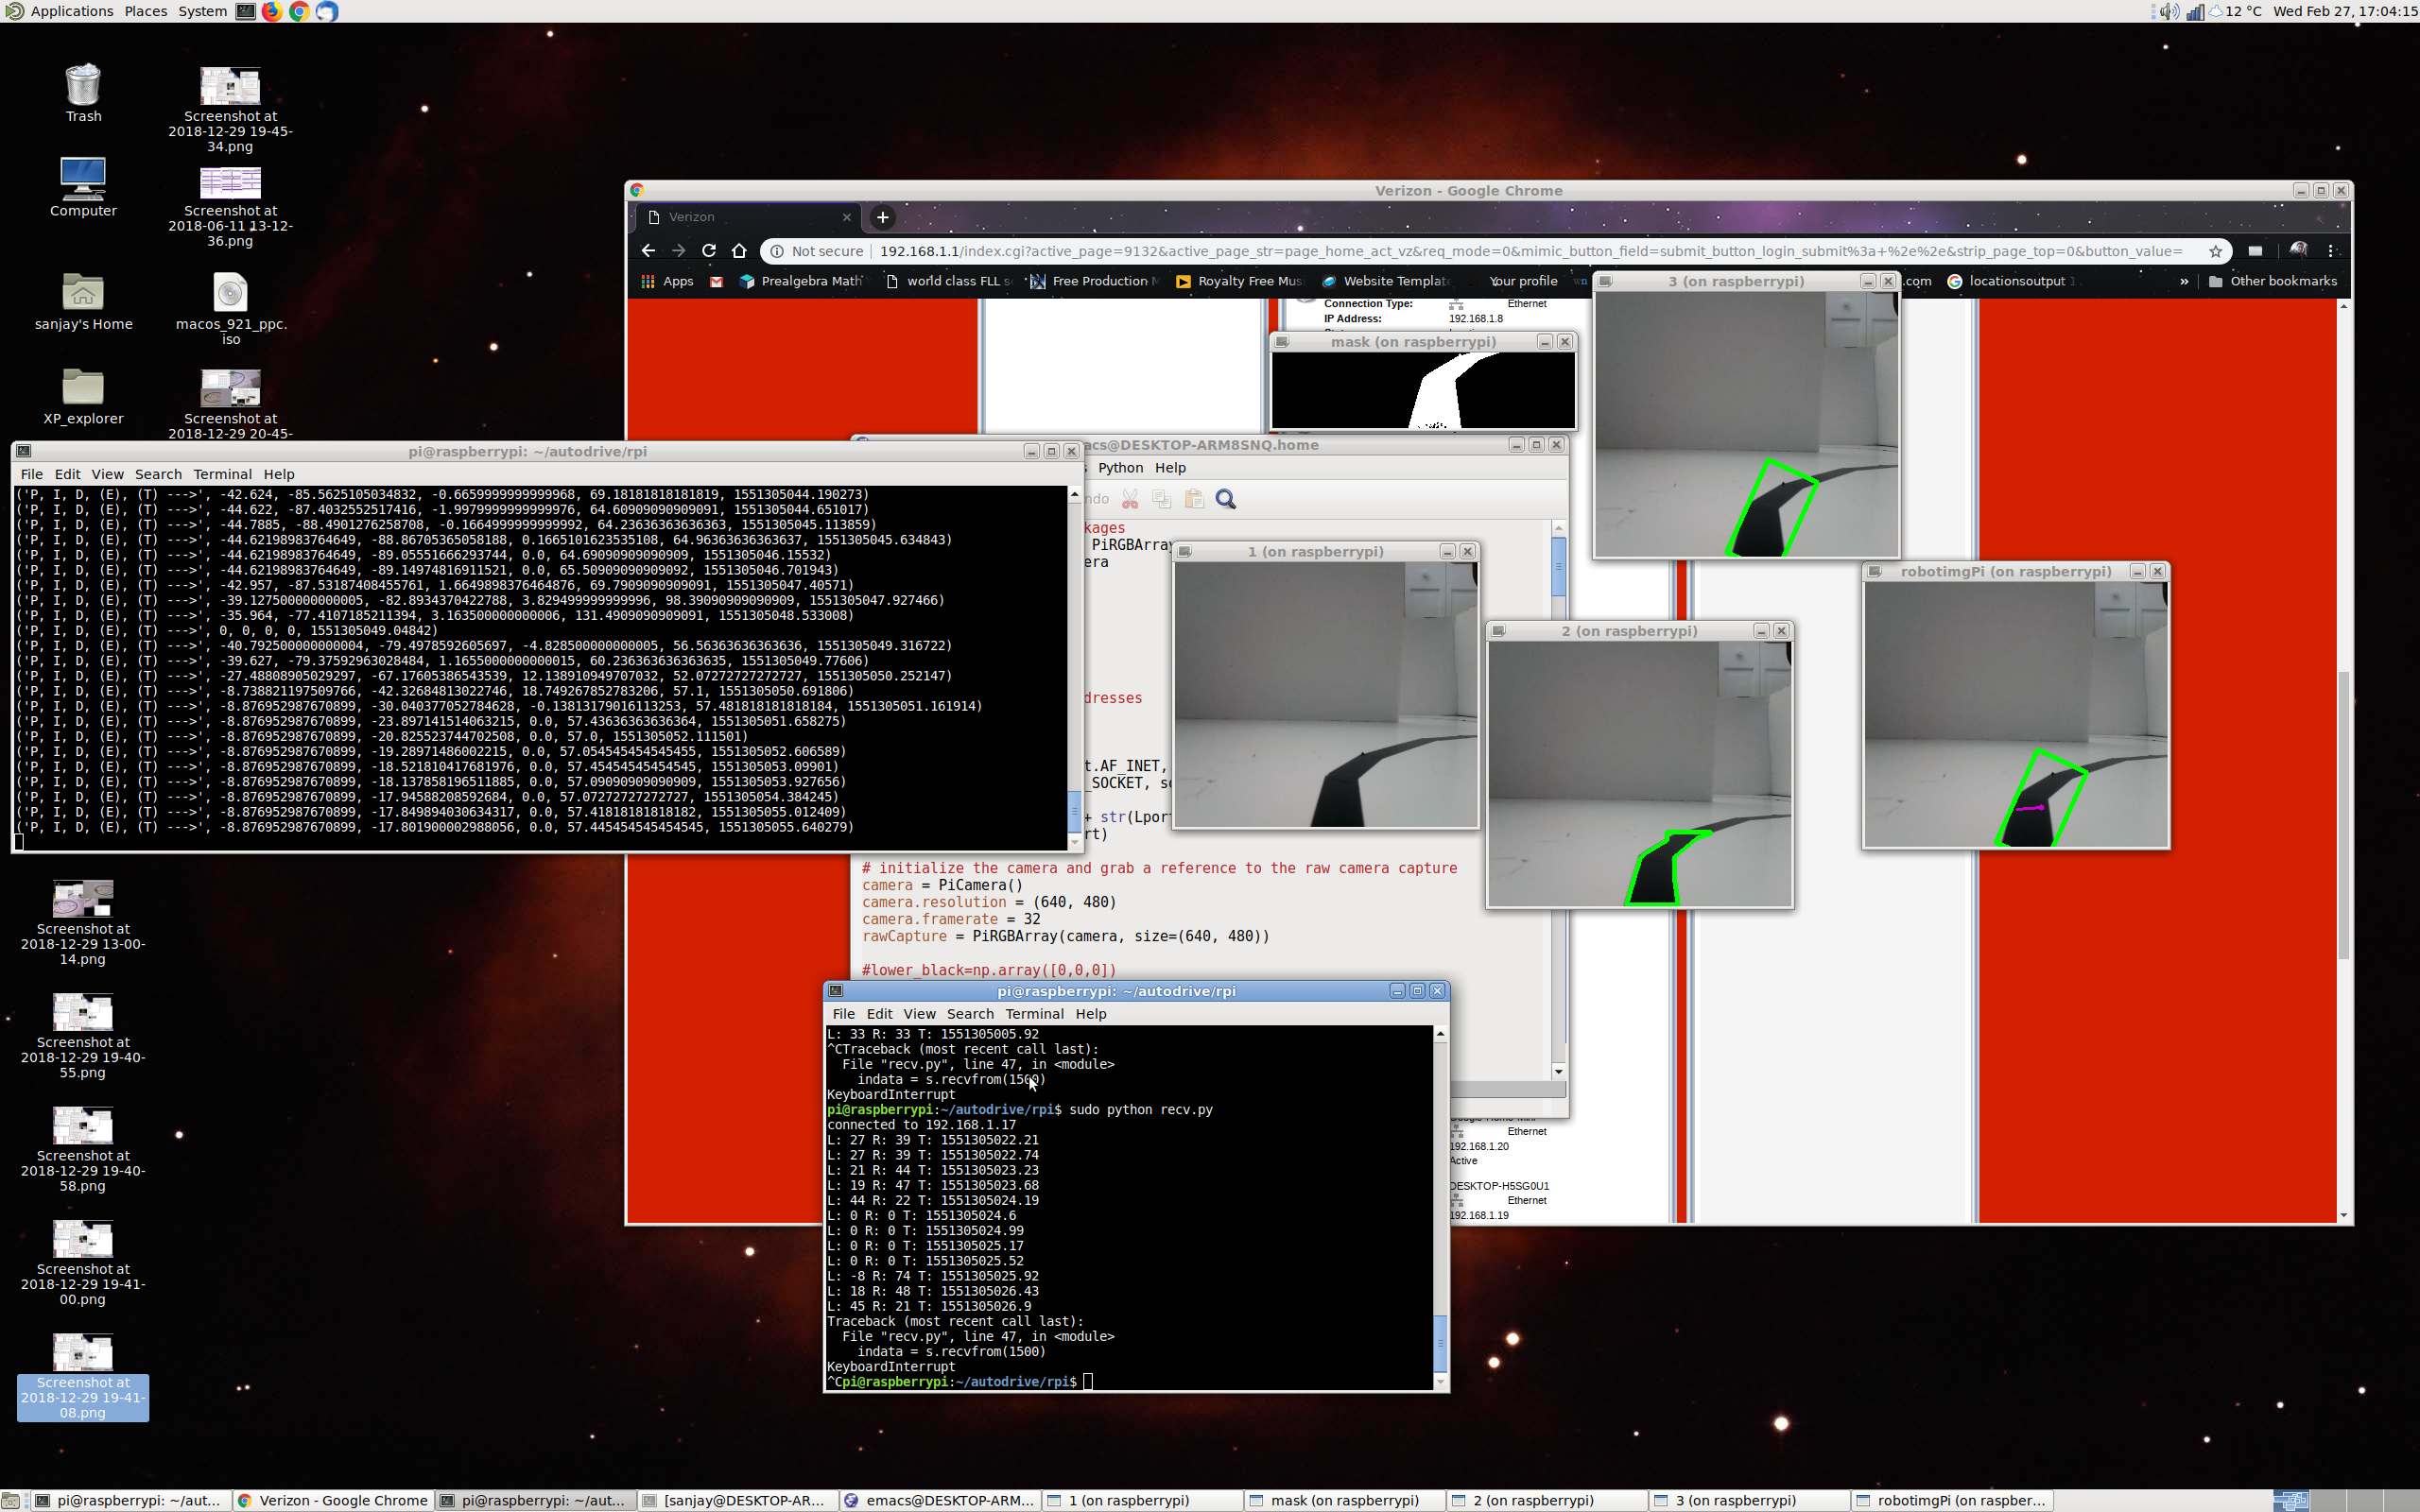 Applications Places System
12 °C Wed Feb 27, 17:04:15
Trash
Screenshot at
2018-12-29 19-45-
34.png
Computer
Screenshot at
2018-06-11 13-12-
36.png
sanjay's Home
macos_921_ppc.
iso
XP_explorer
Screenshot at
2018-12-29 20-45-
Verizon - Google Chrome
Verizon
Not secure 192.168.1.1/index.cgi?active_page=9132&active_page_str=page_home_act_vz&req_mode=0&mimic_button_field=submit_button_login_submit%3a+%2e%2e&strip_page_top=0&button_value=
Apps Prealgebra Math world class FLL s Free Production Royalty Free Mus Website Templat Your profile .com locationsoutput 1 » Other bookmarks
Connection Type: Ethernet
IP Address: 192.168.1.8
3 (on raspberrypi)
mask (on raspberrypi)
acs@DESKTOP-ARM8SNQ.home
Python Help
ndo
kages
PiRGBArray
era
dresses
t.AF_INET,
_SOCKET, so
+ str(Lport
rt)
# initialize the camera and grab a reference to the raw camera capture
camera = PiCamera()
camera.resolution = (640, 480)
camera.framerate = 32
rawCapture = PiRGBArray(camera, size=(640, 480))
#lower_black=np.array([0,0,0])
1 (on raspberrypi)
2 (on raspberrypi)
robotimgPi (on raspberrypi)
pi@raspberrypi: ~/autodrive/rpi
File Edit View Search Terminal Help
('P, I, D, (E), (T) --->', -42.624, -85.5625105034832, -0.6659999999999968, 69.18181818181819, 1551305044.190273)
('P, I, D, (E), (T) --->', -44.622, -87.4032552517416, -1.9979999999999976, 64.60909090909091, 1551305044.651017)
('P, I, D, (E), (T) --->', -44.7885, -88.4901276258708, -0.1664999999999992, 64.23636363636363, 1551305045.113859)
('P, I, D, (E), (T) --->', -44.62198983764649, -88.86705365058188, 0.1665101623535108, 64.96363636363637, 1551305045.634843)
('P, I, D, (E), (T) --->', -44.62198983764649, -89.05551666293744, 0.0, 64.69090909090909, 1551305046.15532)
('P, I, D, (E), (T) --->', -44.62198983764649, -89.14974816911521, 0.0, 65.50909090909092, 1551305046.701943)
('P, I, D, (E), (T) --->', -42.957, -87.53187408455761, 1.6649898376464876, 69.7909090909091, 1551305047.40571)
('P, I, D, (E), (T) --->', -39.127500000000005, -82.8934370422788, 3.829499999999996, 98.39090909090909, 1551305047.927466)
('P, I, D, (E), (T) --->', -35.964, -77.4107185211394, 3.163500000000006, 131.4909090909091, 1551305048.533008)
('P, I, D, (E), (T) --->', 0, 0, 0, 0, 1551305049.04842)
('P, I, D, (E), (T) --->', -40.792500000000004, -79.4978592605697, -4.828500000000005, 56.56363636363636, 1551305049.316722)
('P, I, D, (E), (T) --->', -39.627, -79.37592963028484, 1.1655000000000015, 60.236363636363635, 1551305049.77606)
('P, I, D, (E), (T) --->', -27.48808905029297, -67.17605386543539, 12.138910949707032, 52.07272727272727, 1551305050.252147)
('P, I, D, (E), (T) --->', -8.738821197509766, -42.32684813022746, 18.749267852783206, 57.1, 1551305050.691806)
('P, I, D, (E), (T) --->', -8.876952987670899, -30.040377052784628, -0.13813179016113253, 57.481818181818184, 1551305051.161914)
('P, I, D, (E), (T) --->', -8.876952987670899, -23.897141514063215, 0.0, 57.43636363636364, 1551305051.658275)
('P, I, D, (E), (T) --->', -8.876952987670899, -20.825523744702508, 0.0, 57.0, 1551305052.111501)
('P, I, D, (E), (T) --->', -8.876952987670899, -19.28971486002215, 0.0, 57.054545454545455, 1551305052.606589)
('P, I, D, (E), (T) --->', -8.876952987670899, -18.521810417681976, 0.0, 57.45454545454545, 1551305053.09901)
('P, I, D, (E), (T) --->', -8.876952987670899, -18.137858196511885, 0.0, 57.09090909090909, 1551305053.927656)
('P, I, D, (E), (T) --->', -8.876952987670899, -17.94588208592684, 0.0, 57.07272727272727, 1551305054.384245)
('P, I, D, (E), (T) --->', -8.876952987670899, -17.849894030634317, 0.0, 57.41818181818182, 1551305055.012409)
('P, I, D, (E), (T) --->', -8.876952987670899, -17.801900002988056, 0.0, 57.445454545454545, 1551305055.640279)
Screenshot at
2018-12-29 13-00-
14.png
Screenshot at
2018-12-29 19-40-
55.png
Screenshot at
2018-12-29 19-40-
58.png
Screenshot at
2018-12-29 19-41-
00.png
Screenshot at
2018-12-29 19-41-
08.png
pi@raspberrypi: ~/autodrive/rpi
File Edit View Search Terminal Help
L: 33 R: 33 T: 1551305005.92
^CTraceback (most recent call last):
File "recv.py", line 47, in <module>
indata = s.recvfrom(1500)
KeyboardInterrupt
pi@raspberrypi:~/autodrive/rpi$ sudo python recv.py
connected to 192.168.1.17
L: 27 R: 39 T: 1551305022.21
L: 27 R: 39 T: 1551305022.74
L: 21 R: 44 T: 1551305023.23
L: 19 R: 47 T: 1551305023.68
L: 44 R: 22 T: 1551305024.19
L: 0 R: 0 T: 1551305024.6
L: 0 R: 0 T: 1551305024.99
L: 0 R: 0 T: 1551305025.17
L: 0 R: 0 T: 1551305025.52
L: -8 R: 74 T: 1551305025.92
L: 18 R: 48 T: 1551305026.43
L: 45 R: 21 T: 1551305026.9
Traceback (most recent call last):
File "recv.py", line 47, in <module>
indata = s.recvfrom(1500)
KeyboardInterrupt
^Cpi@raspberrypi:~/autodrive/rpi$
Ethernet
192.168.1.20
Active
DESKTOP-H5SG0U1
Ethernet
192.168.1.19
pi@raspberrypi: ~/aut... Verizon - Google Chrome pi@raspberrypi: ~/aut... [sanjay@DESKTOP-AR... emacs@DESKTOP-ARM... 1 (on raspberrypi) mask (on raspberrypi) 2 (on raspberrypi) 3 (on raspberrypi) robotimgPi (on raspber...